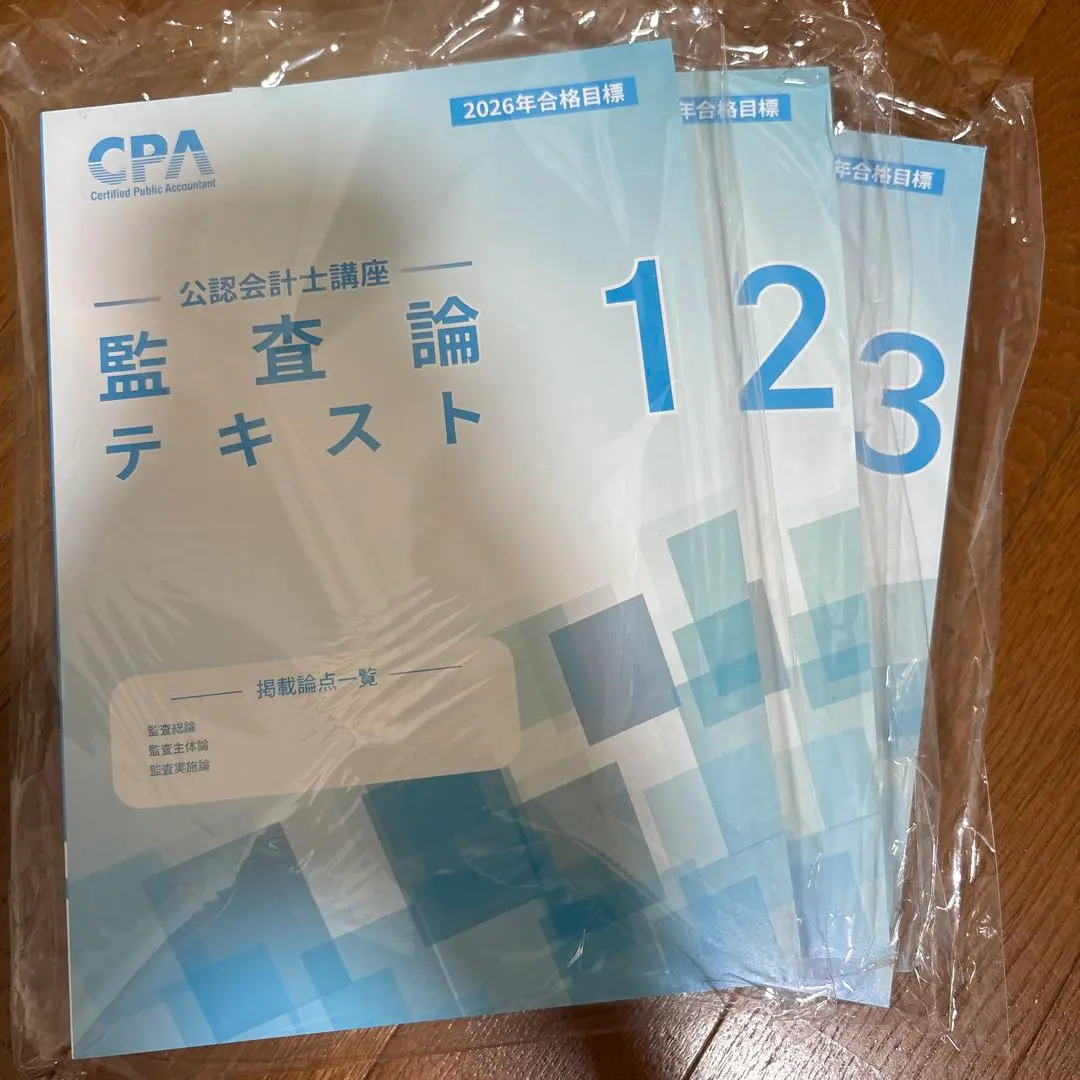 CPA
Certified Public Accountant
2026年合格目標
公認会計士講座
監査論
テキスト
1
掲載論点一覧
監査総論
監査主体論
監査実施論
年合格目標
2
年合格目標
3